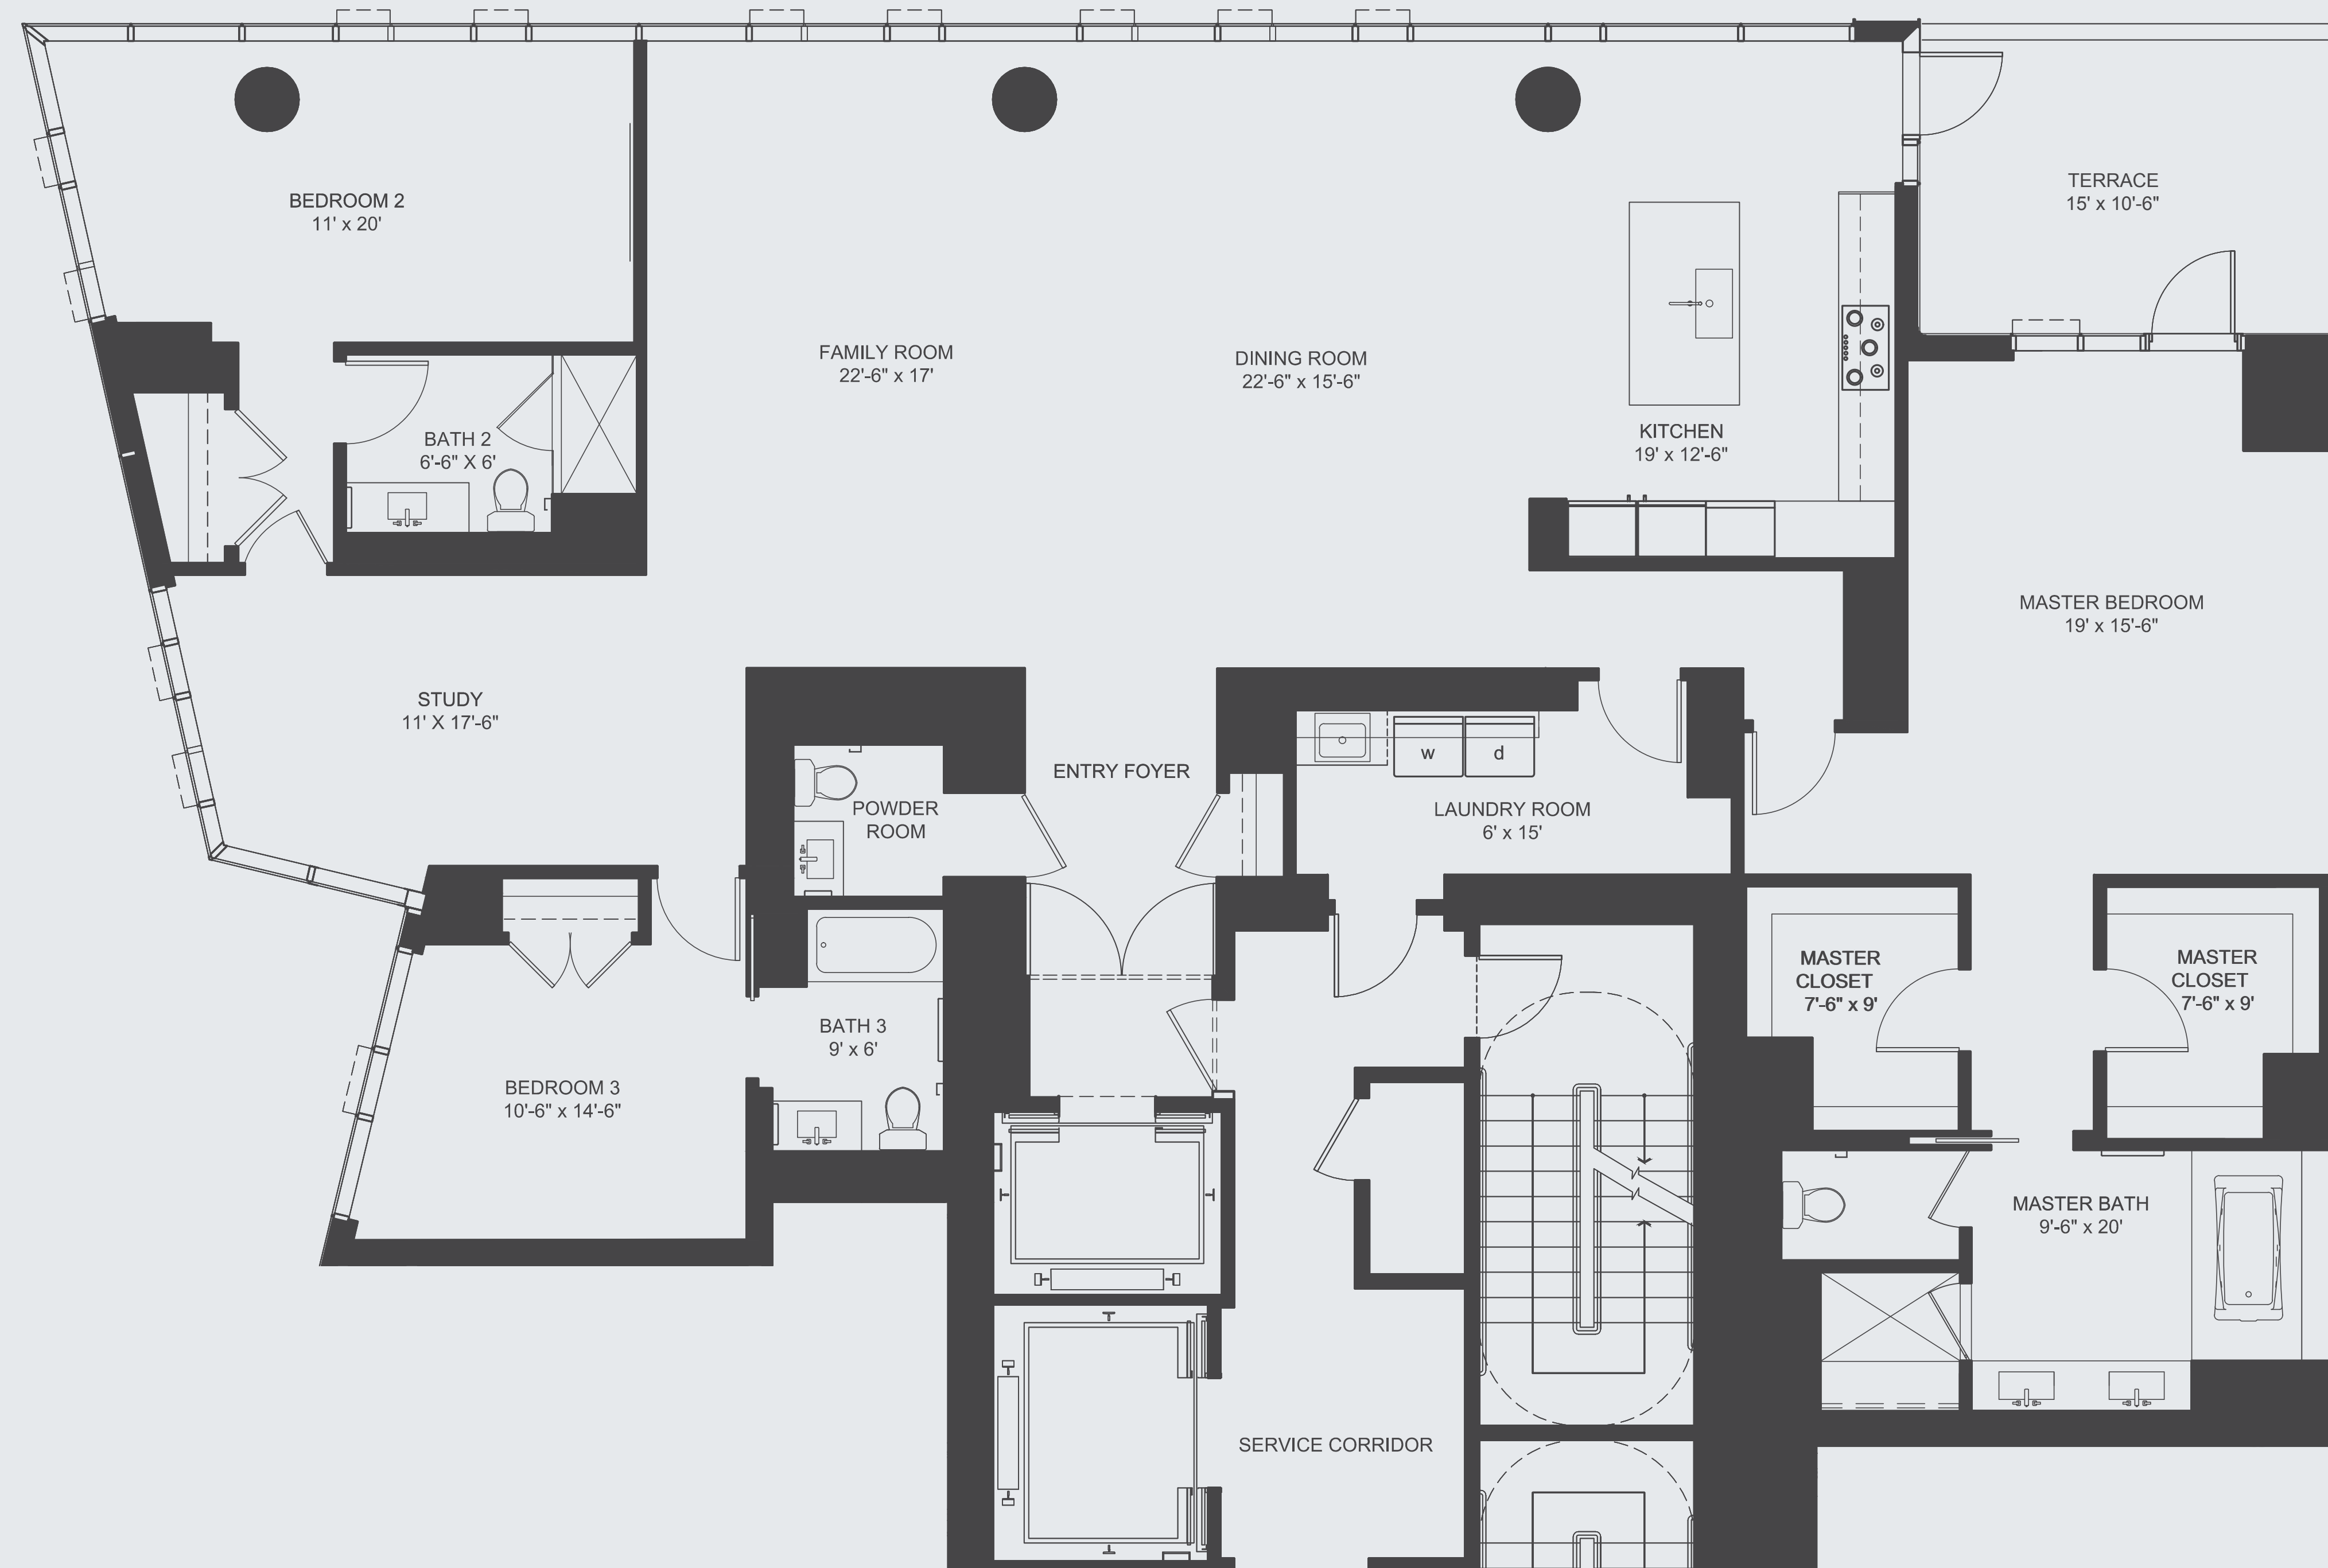 BEDROOM 2
11' x 20'
TERRACE
15' x 10'-6"
FAMILY ROOM
22'-6" x 17'
DINING ROOM
22'-6" x 15'-6"
KITCHEN
19' x 12'-6"
BATH 2
6'-6" X 6'
MASTER BEDROOM
19' x 15'-6"
STUDY
11' X 17'-6"
ENTRY FOYER
w
d
POWDER
ROOM
LAUNDRY ROOM
6' x 15'
MASTER
CLOSET
7'-6" x 9'
MASTER
CLOSET
7'-6" x 9'
BATH 3
9' x 6'
BEDROOM 3
10'-6" x 14'-6"
MASTER BATH
9'-6" x 20'
SERVICE CORRIDOR